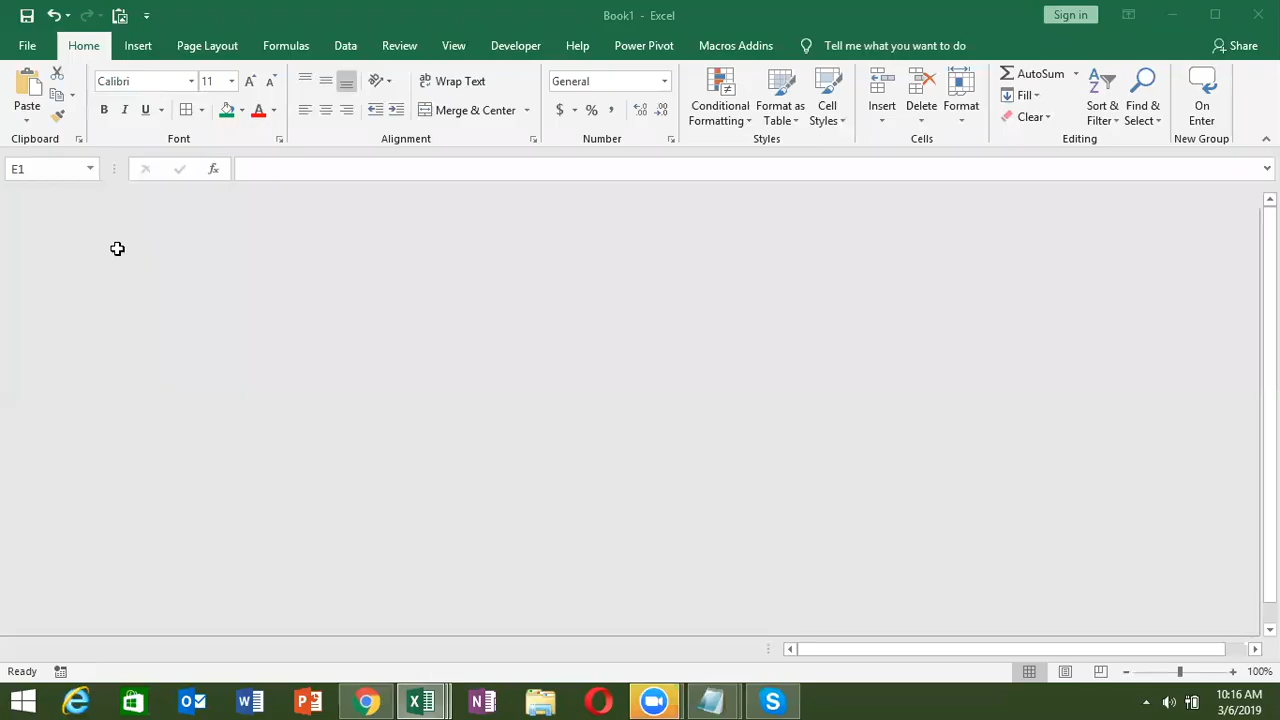 Book1 - Excel
Sign in
File Home Insert Page Layout Formulas Data Review View Developer Help Power Pivot Macros Addins Tell me what you want to do Share
Paste
Calibri 11
B I U
Wrap Text
Merge & Center
General
$ % ,
Conditional Formatting
Format as Table
Cell Styles
Insert
Delete
Format
AutoSum
Fill
Clear
Sort & Filter
Find & Select
On Enter
Clipboard Font Alignment Number Styles Cells Editing New Group
E1 fx
Ready 100%
10:16 AM
3/6/2019